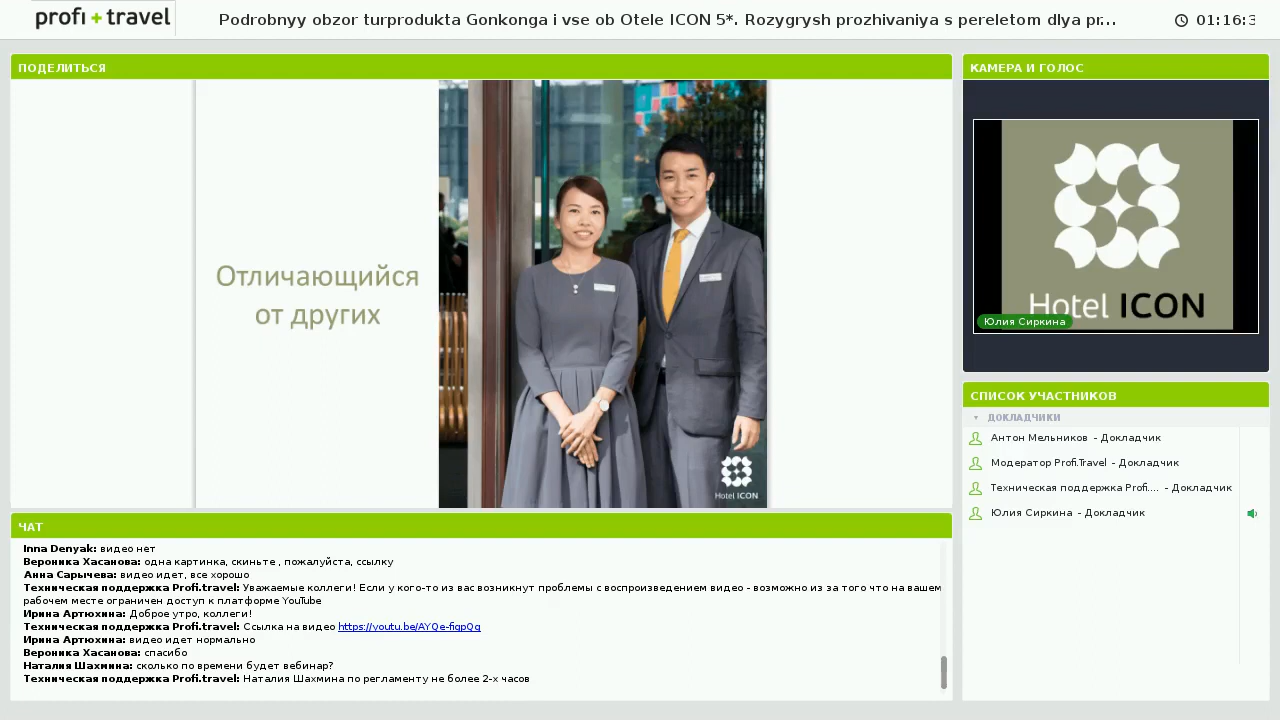 profi+travel
Podrobnyy obzor turprodukta Gonkonga i vse ob Otele ICON 5*. Rozygrysh prozhivaniya s pereletom dlya pr...
01:16:3
ПОДЕЛИТЬСЯ
Отличающийся
от других
Hotel ICON
КАМЕРА И ГОЛОС
Hotel ICON
Юлия Сиркина
СПИСОК УЧАСТНИКОВ
ДОКЛАДЧИКИ
Антон Мельников - Докладчик
Модератор Profi.Travel - Докладчик
Техническая поддержка Profi.... - Докладчик
Юлия Сиркина - Докладчик
ЧАТ
Inna Denyak: видео нет
Вероника Хасанова: одна картинка, скиньте , пожалуйста, ссылку
Анна Сарычева: видео идет, все хорошо
Техническая поддержка Profi.travel: Уважаемые коллеги! Если у кого-то из вас возникнут проблемы с воспроизведением видео - возможно из за того что на вашем
рабочем месте ограничен доступ к платформе YouTube
Ирина Артюхина: Доброе утро, коллеги!
Техническая поддержка Profi.travel: Ссылка на видео https://youtu.be/AYQe-fiqpQg
Ирина Артюхина: видео идет нормально
Вероника Хасанова: спасибо
Наталия Шахмина: сколько по времени будет вебинар?
Техническая поддержка Profi.travel: Наталия Шахмина по регламенту не более 2-х часов